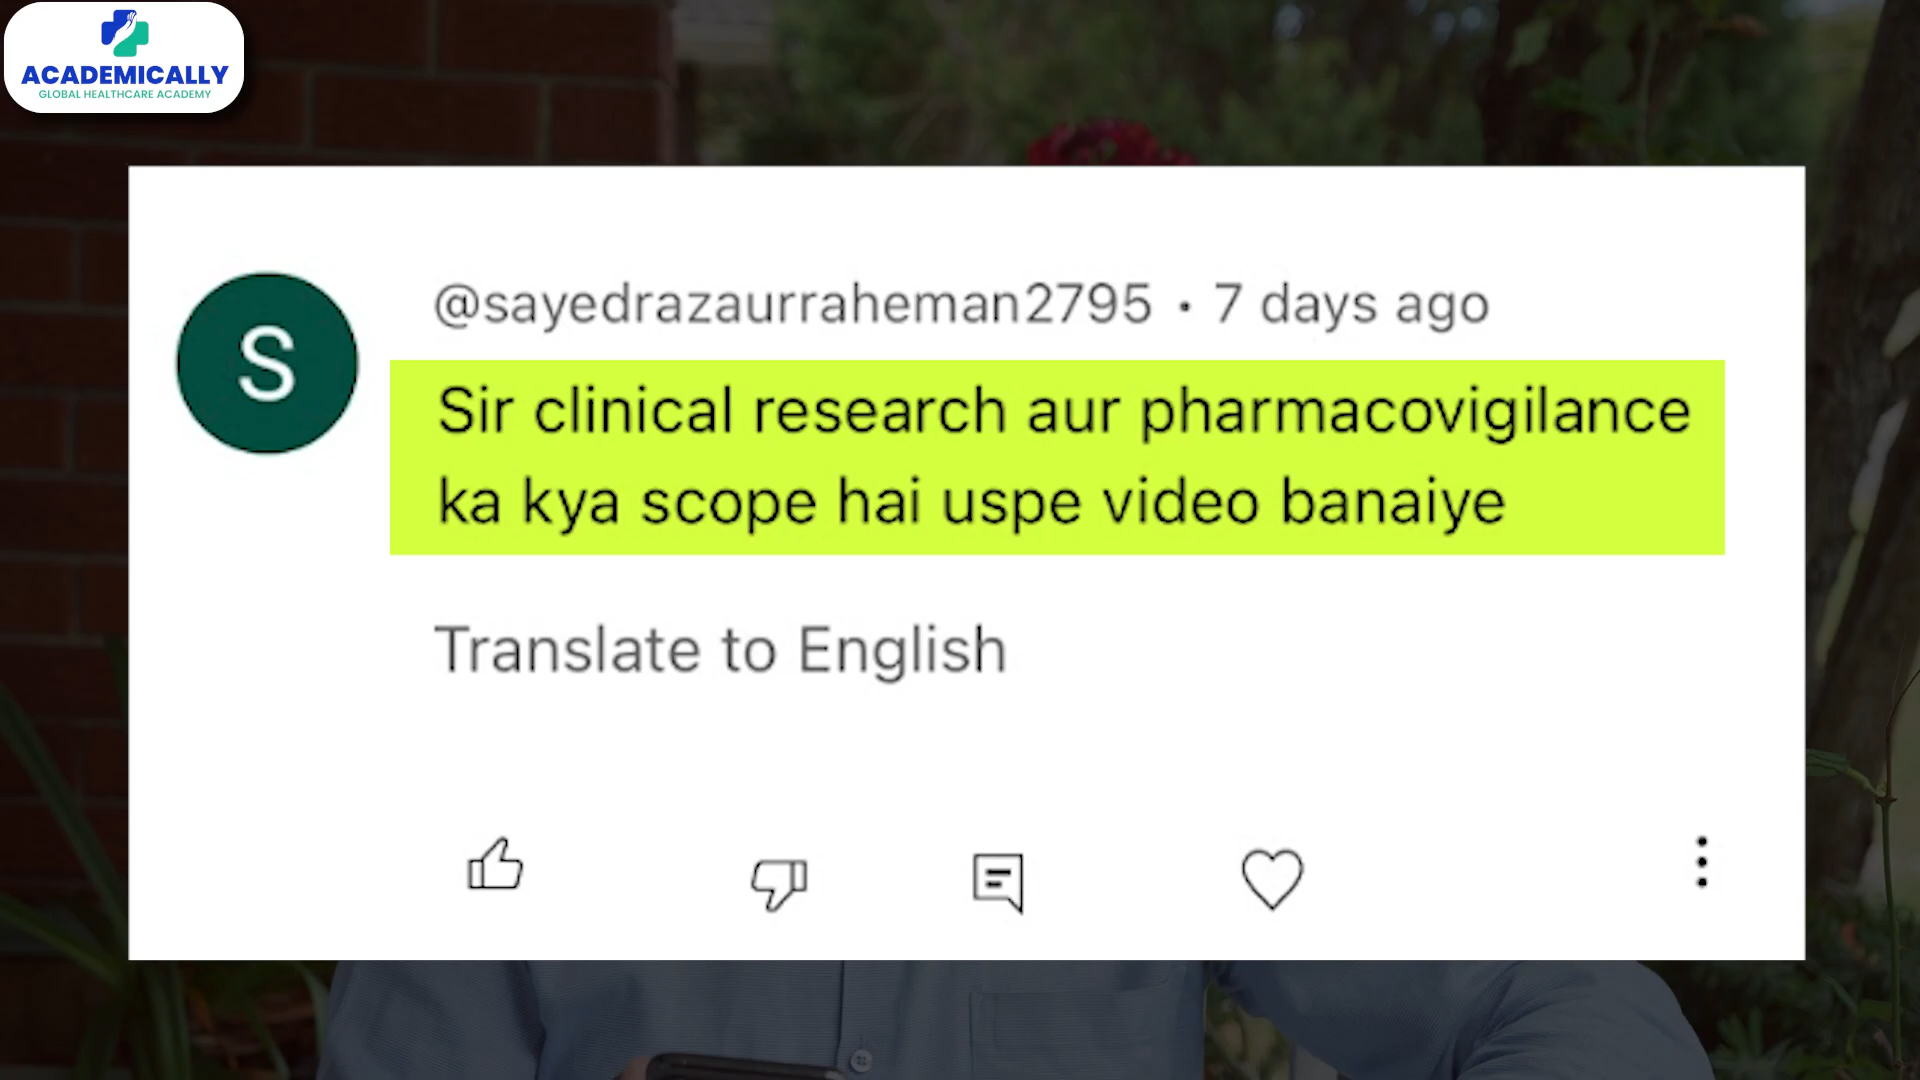 ACADEMICALLY
GLOBAL HEALTHCARE ACADEMY
@sayedrazaurraheman2795 • 7 days ago
S
Sir clinical research aur pharmacovigilance
ka kya scope hai uspe video banaiye
Translate to English